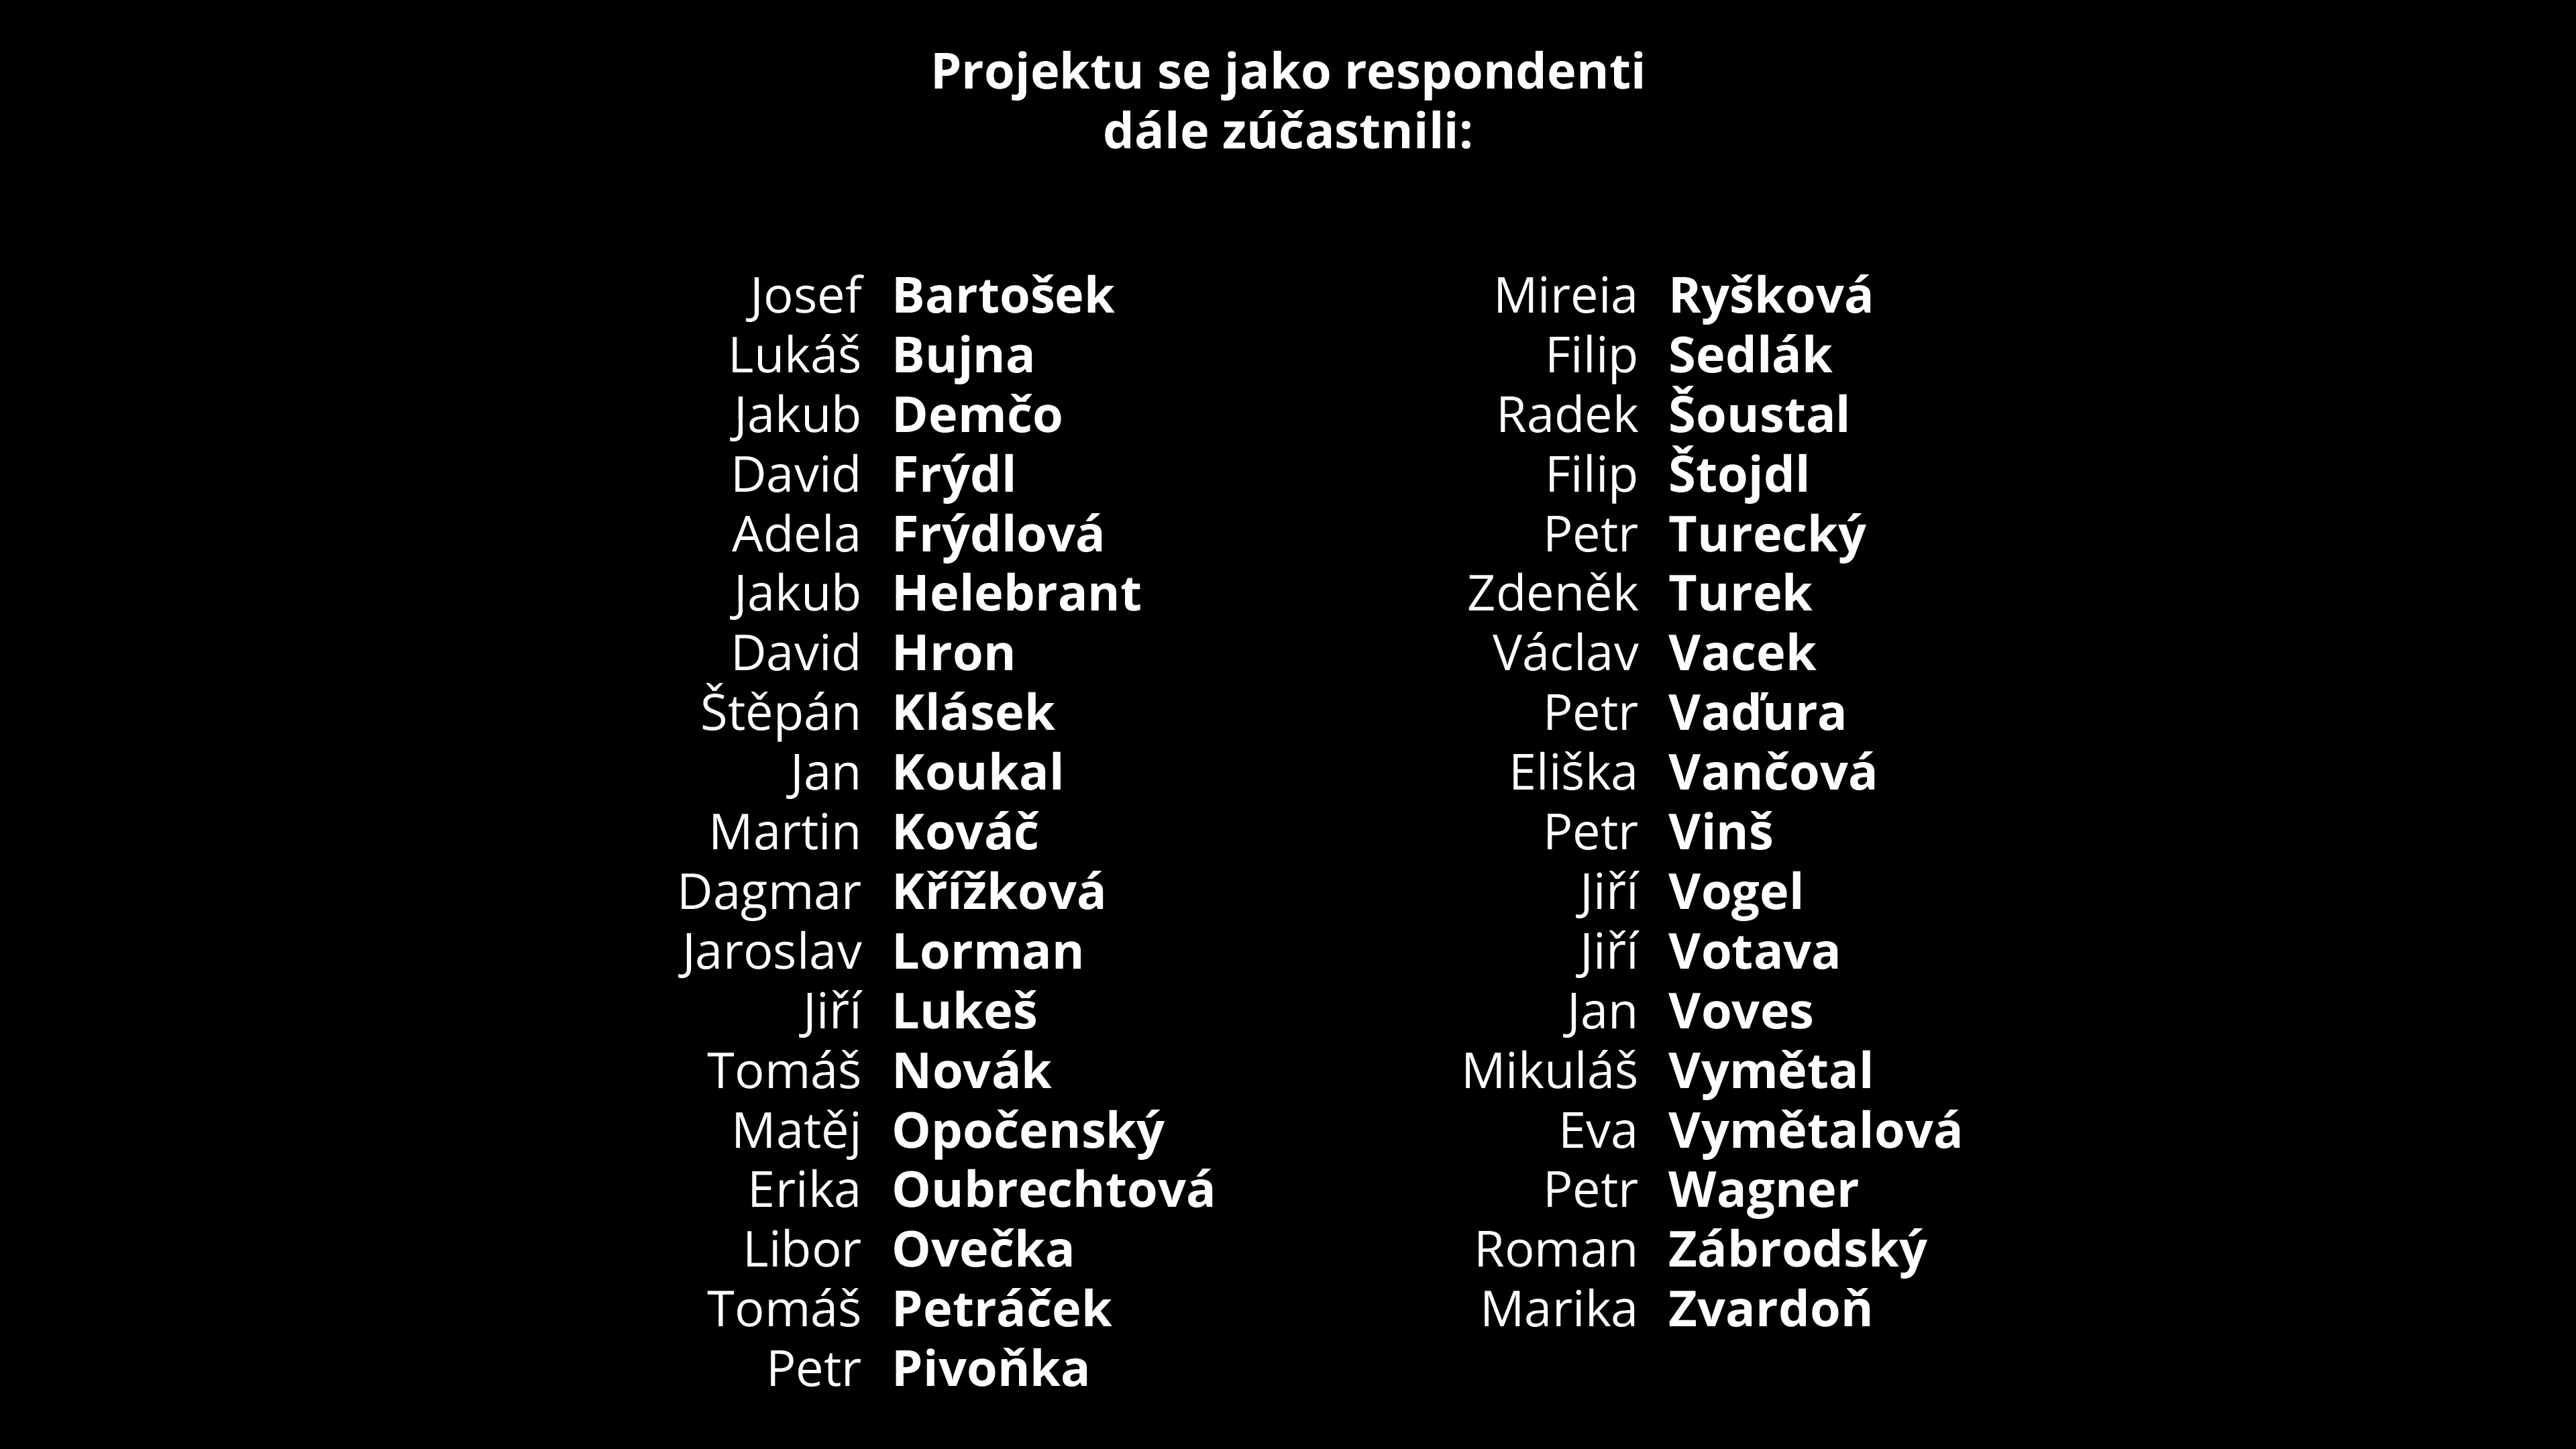 Projektu se jako respondenti
dále zúčastnili:
Josef Bartošek
Lukáš Bujna
Jakub Demčo
David Frýdl
Adela Frýdlová
Jakub Helebrant
David Hron
Štěpán Klásek
Jan Koukal
Martin Kováč
Dagmar Křížková
Jaroslav Lorman
Jiří Lukeš
Tomáš Novák
Matěj Opočenský
Erika Oubrechtová
Libor Ovečka
Tomáš Petráček
Petr Pivoňka
Mireia Ryšková
Filip Sedlák
Radek Šoustal
Filip Štojdl
Petr Turecký
Zdeněk Turek
Václav Vacek
Petr Vaďura
Eliška Vančová
Petr Vinš
Jiří Vogel
Jiří Votava
Jan Voves
Mikuláš Vymětal
Eva Vymětalová
Petr Wagner
Roman Zábrodský
Marika Zvardoň